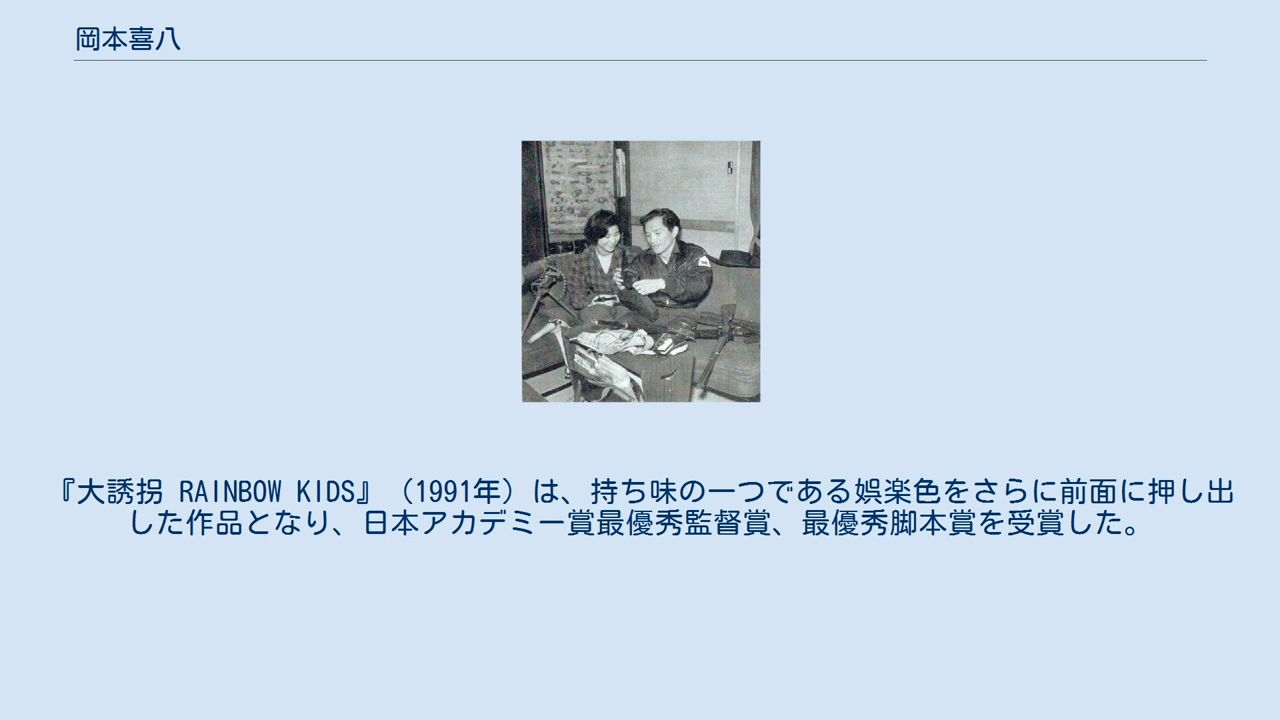 岡本喜八
『大誘拐 RAINBOW KIDS』（1991年）は、持ち味の一つである娯楽色をさらに前面に押し出
した作品となり、日本アカデミー賞最優秀監督賞、最優秀脚本賞を受賞した。